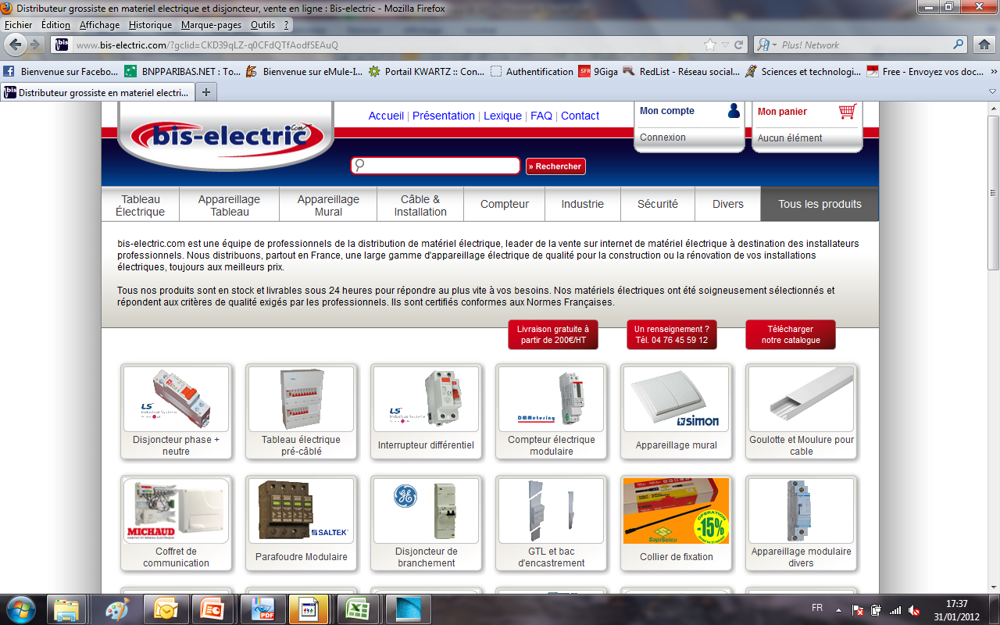 Distributeur grossiste en materiel electrique et disjoncteur, vente en ligne : Bis-electric - Mozilla Firefox
Fichier Édition Affichage Historique Marque-pages Outils ?
bis www.bis-electric.com/?gclid=CKD39qLZ-q0CFdQTfAodfSEAuQ
Plus! Network
Bienvenue sur Facebo... BNPPARIBAS.NET : To... Bienvenue sur eMule-I... Portail KWARTZ :: Con... Authentification SFR 9Giga RedList - Réseau social... Sciences et technologi... Free - Envoyez vos doc... »
bis Distributeur grossiste en materiel electri...
bis-electric.Com
Accueil | Présentation | Lexique | FAQ | Contact
Mon compte
Connexion
Mon panier
Aucun élément
» Rechercher
Tableau
Électrique
Appareillage
Tableau
Appareillage
Mural
Câble &
Installation
Compteur
Industrie
Sécurité
Divers
Tous les produits
bis-electric.com est une équipe de professionnels de la distribution de matériel électrique, leader de la vente sur internet de matériel électrique à destination des installateurs
professionnels. Nous distribuons, partout en France, une large gamme d'appareillage électrique de qualité pour la construction ou la rénovation de vos installations
électriques, toujours aux meilleurs prix.
Tous nos produits sont en stock et livrables sous 24 heures pour répondre au plus vite à vos besoins. Nos matériels électriques ont été soigneusement sélectionnés et
répondent aux critères de qualité exigés par les professionnels. Ils sont certifiés conformes aux Normes Françaises.
Livraison gratuite à
partir de 200€/HT
Un renseignement ?
Tél. 04 76 45 59 12
Télécharger
notre catalogue
LS
Industrial Systems
Disjoncteur phase +
neutre
Tableau électrique
pré-câblé
LS
Industrial Systems
Interrupteur différentiel
DMMetering
Compteur électrique
modulaire
simon
Appareillage mural
Goulotte et Moulure pour
cable
MICHAUD
Coffret de
communication
SALTEK
Parafoudre Modulaire
GE
Disjoncteur de
branchement
GTL et bac
d'encastrement
OPERATION
-15%
SapiSelco
Collier de fixation
Appareillage modulaire
divers
PDF
FR
17:37
31/01/2012